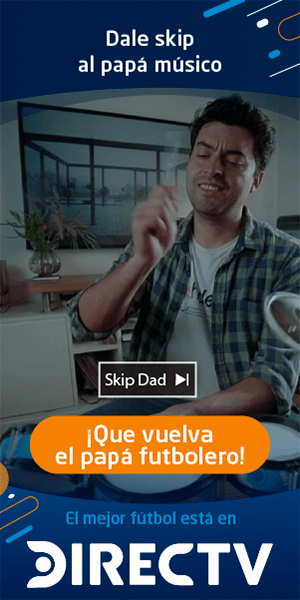 Dale skip
al papá músico
Skip Dad
¡Que vuelva
el papá futbolero!
El mejor fútbol está en
DIRECTV